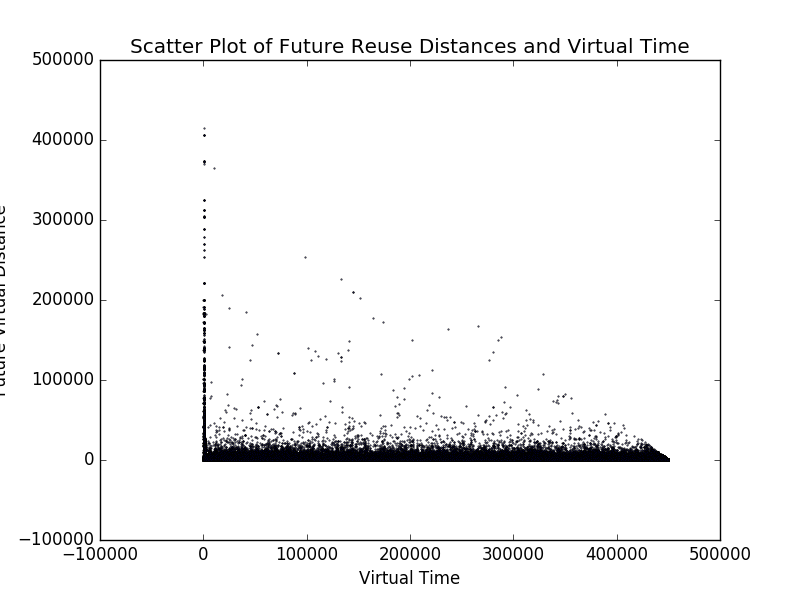 Scatter Plot of Future Reuse Distances and Virtual Time
500000
400000
300000
200000
100000
0
−100000
Future Virtual Distance
−100000 0 100000 200000 300000 400000 500000
Virtual Time